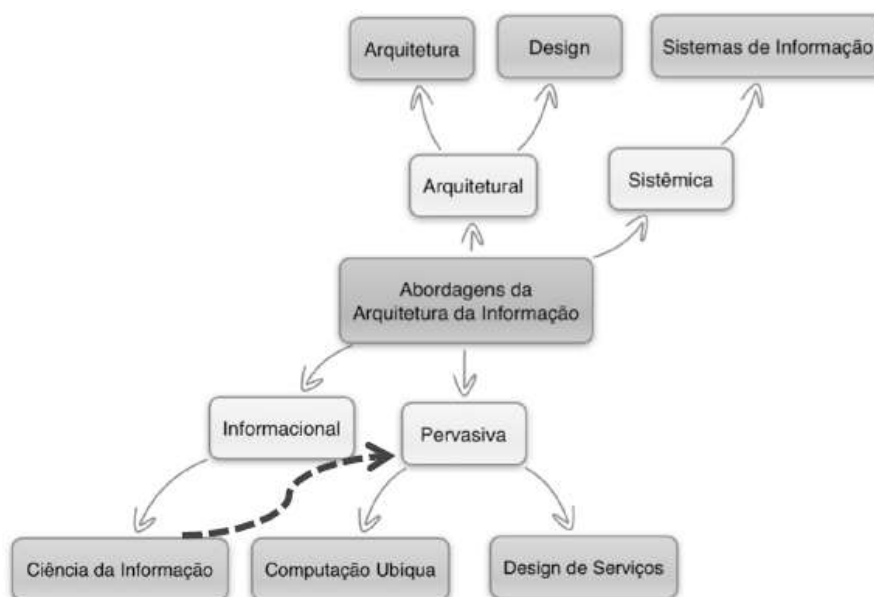 Arquitetura
Design
Sistemas de Informação
Arquitetural
Sistêmica
Abordagens da
Arquitetura da Informação
Informacional
Pervasiva
Ciência da Informação
Computação Ubiqua
Design de Serviços